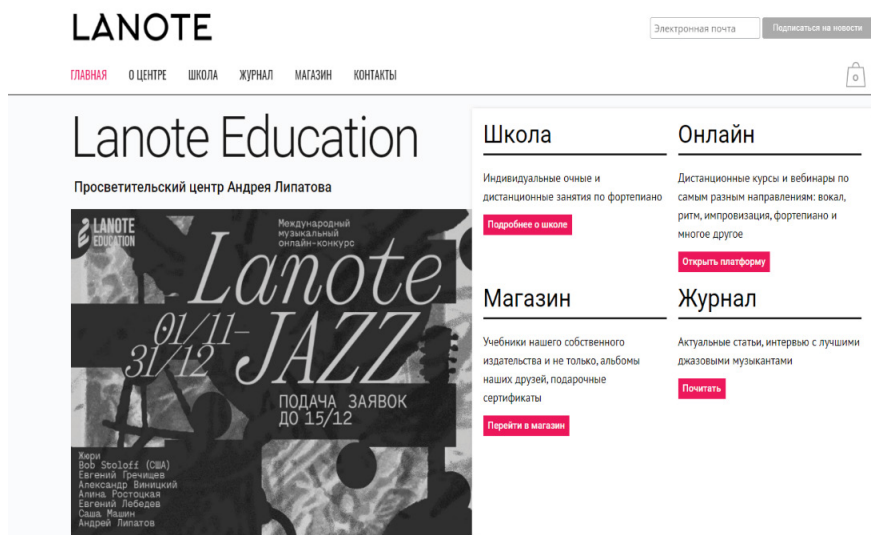 LANOTE
Электронная почта
Подписаться на новости
ГЛАВНАЯ О ЦЕНТРЕ ШКОЛА ЖУРНАЛ МАГАЗИН КОНТАКТЫ
0
Lanote Education
Просветительский центр Андрея Липатова
LANOTE
EDUCATION
Международный
музыкальный
онлайн-конкурс
Lanote
JAZZ
01/11-
31/12
ПОДАЧА ЗАЯВОК
ДО 15/12
Жюри
Bob Stoloff (США)
Евгений Гречищев
Александр Виницкий
Алина Ростоцкая
Евгений Лебедев
Саша Машин
Андрей Липатов
Школа
Индивидуальные очные и
дистанционные занятия по фортепиано
Подробнее о школе
Онлайн
Дистанционные курсы и вебинары по
самым разным направлениям: вокал,
ритм, импровизация, фортепиано и
многое другое
Открыть платформу
Магазин
Учебники нашего собственного
издательства и не только, альбомы
наших друзей, подарочные
сертификаты
Перейти в магазин
Журнал
Актуальные статьи, интервью с лучшими
джазовыми музыкантами
Почитать